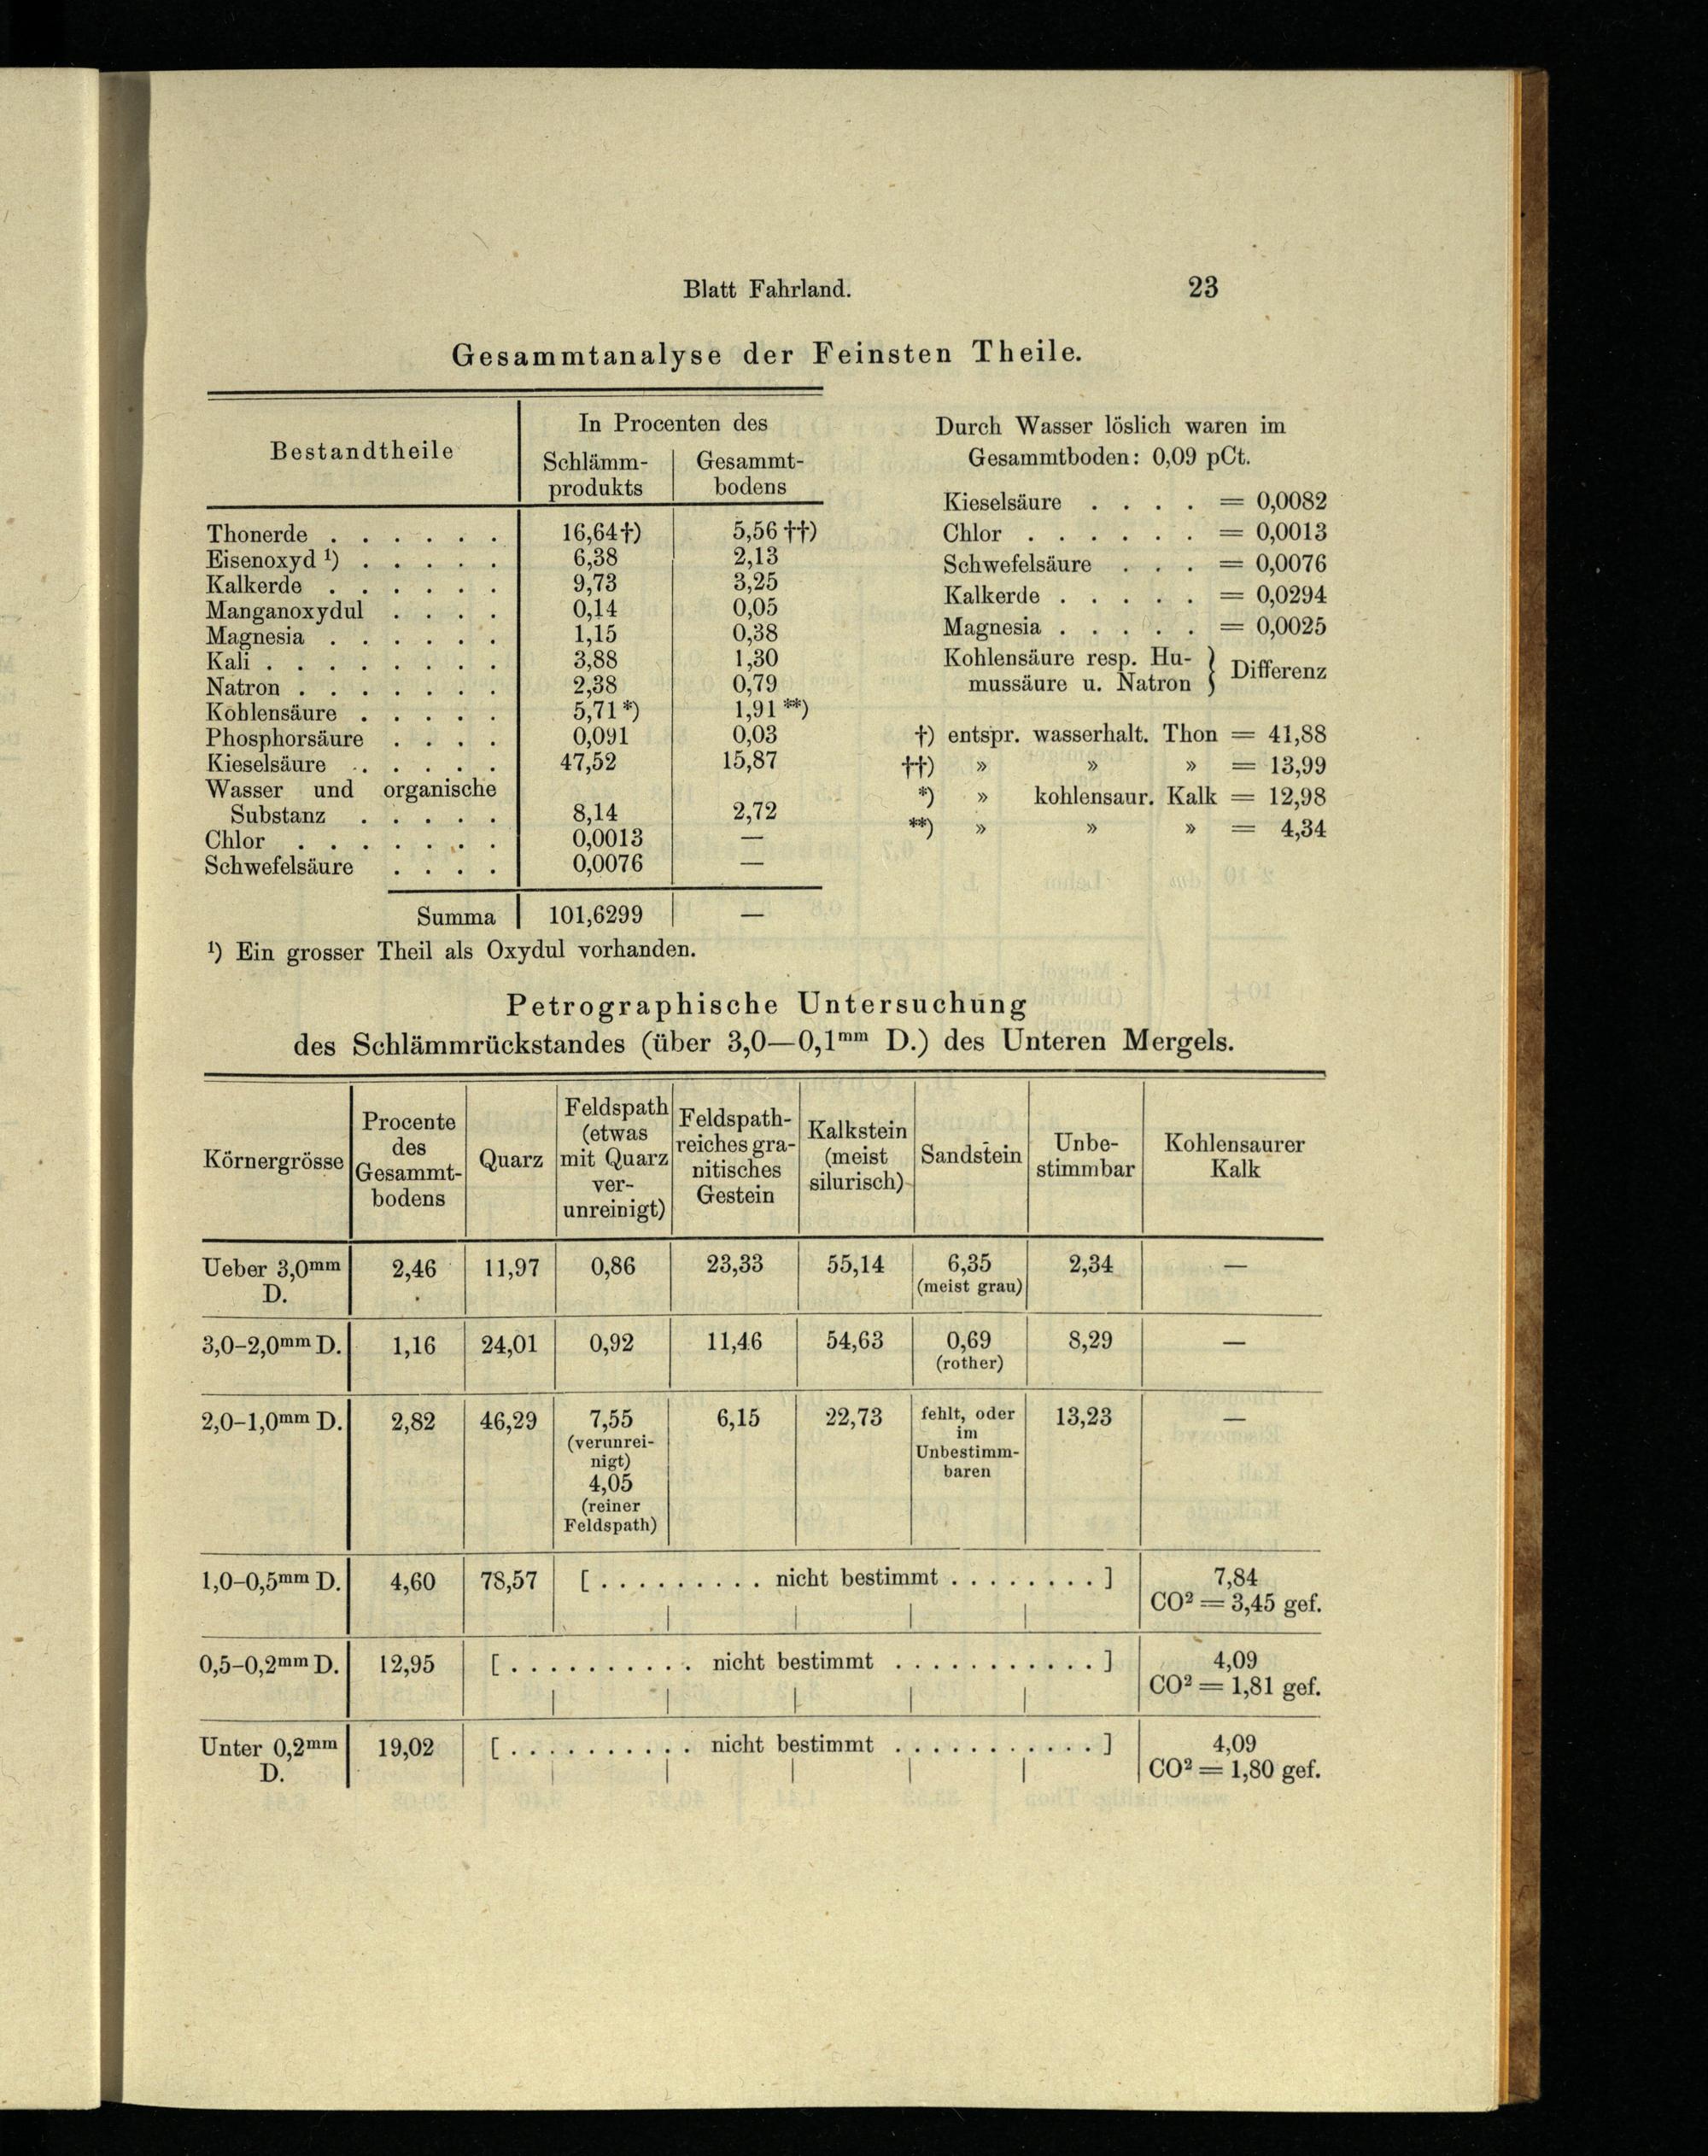 Blatt Fahrland. 23
Gesammtanalyse der Feinsten Theile.
Bestandtheile
In Procenten des
Schlämm- Gesammt-
produkts bodens
Thonerde . . . . . . 16,64†) 5,56 ††)
Eisenoxyd ¹) . . . . . 6,38 2,13
Kalkerde . . . . . . 9,73 3,25
Manganoxydul . . . . 0,14 0,05
Magnesia . . . . . . 1,15 0,38
Kali . . . . . . . . 3,88 1,30
Natron . . . . . . . 2,38 0,79
Kohlensäure . . . . . 5,71 *) 1,91 **)
Phosphorsäure . . . . 0,091 0,03
Kieselsäure . . . . . 47,52 15,87
Wasser und organische
Substanz . . . . . 8,14 2,72
Chlor . . . . . . . 0,0013 —
Schwefelsäure . . . . 0,0076 —
Summa 101,6299 —
¹) Ein grosser Theil als Oxydul vorhanden.
Durch Wasser löslich waren im
Gesammtboden: 0,09 pCt.
Kieselsäure . . . . = 0,0082
Chlor . . . . . . = 0,0013
Schwefelsäure . . . = 0,0076
Kalkerde . . . . . = 0,0294
Magnesia . . . . . = 0,0025
Kohlensäure resp. Hu-
mussäure u. Natron } Differenz
†) entspr. wasserhalt. Thon = 41,88
††) » » » = 13,99
*) » kohlensaur. Kalk = 12,98
**) » » » = 4,34
Petrographische Untersuchung
des Schlämmrückstandes (über 3,0—0,1mm D.) des Unteren Mergels.
Körnergrösse
Procente
des
Gesammt-
bodens
Quarz
Feldspath
(etwas
mit Quarz
ver-
unreinigt)
Feldspath-
reiches gra-
nitisches
Gestein
Kalkstein
(meist
silurisch)
Sandstein
Unbe-
stimmbar
Kohlensaurer
Kalk
Ueber 3,0mm 2,46 11,97 0,86 23,33 55,14 6,35 2,34 —
D. (meist grau)
3,0–2,0mm D. 1,16 24,01 0,92 11,46 54,63 0,69 8,29 —
(rother)
2,0–1,0mm D. 2,82 46,29 7,55 6,15 22,73 fehlt, oder 13,23 —
(verunrei- im
nigt) Unbestimm-
4,05 baren
(reiner
Feldspath)
1,0–0,5mm D. 4,60 78,57 [ . . . . . . . . . nicht bestimmt . . . . . . . . ] 7,84
CO² = 3,45 gef.
0,5–0,2mm D. 12,95 [ . . . . . . . . . . nicht bestimmt . . . . . . . . . . . ] 4,09
CO² = 1,81 gef.
Unter 0,2mm 19,02 [ . . . . . . . . . . nicht bestimmt . . . . . . . . . . . ] 4,09
D. CO² = 1,80 gef.